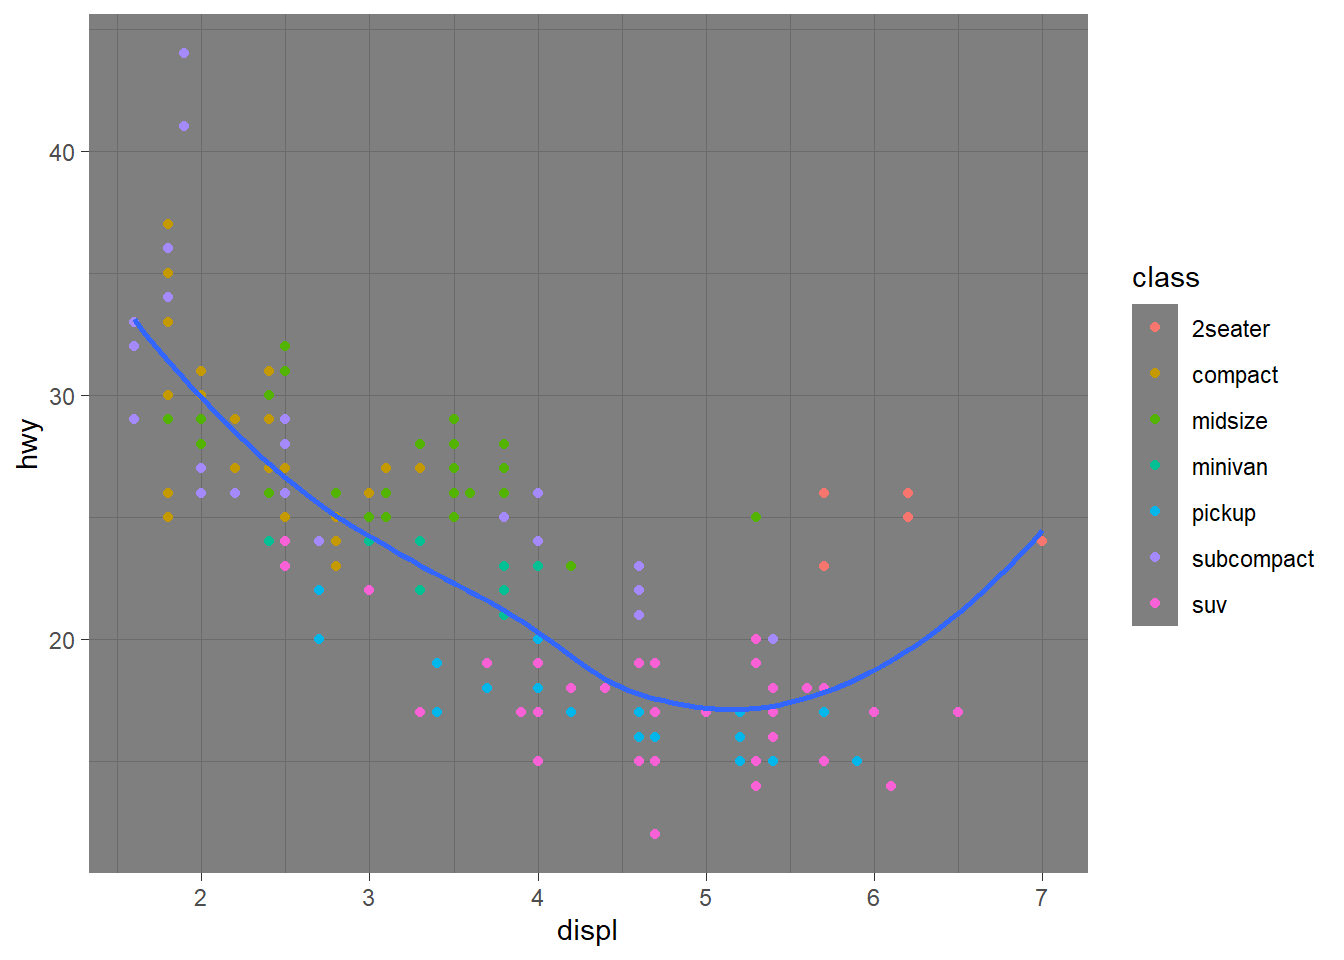 hwy
40
30
20
2 3 4 5 6 7
displ
class
2seater
compact
midsize
minivan
pickup
subcompact
suv